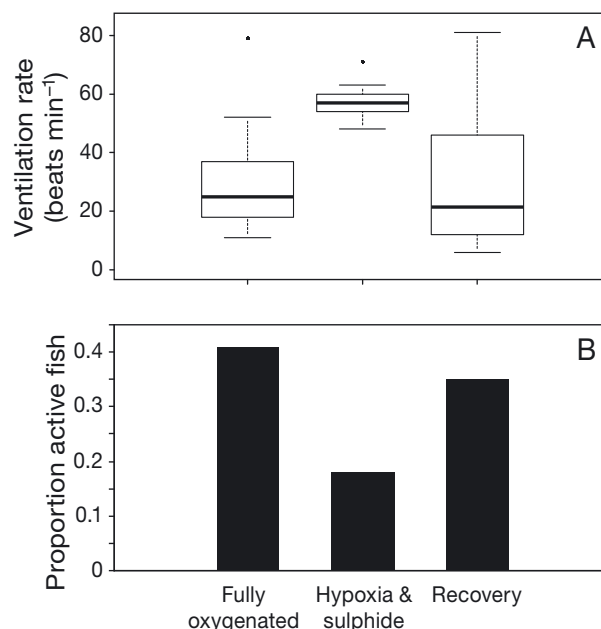 A
Ventilation rate
(beats min⁻¹)
80
60
40
20
0
B
Proportion active fish
0.4
0.3
0.2
0.1
0
Fully
oxygenated
Hypoxia &
sulphide
Recovery